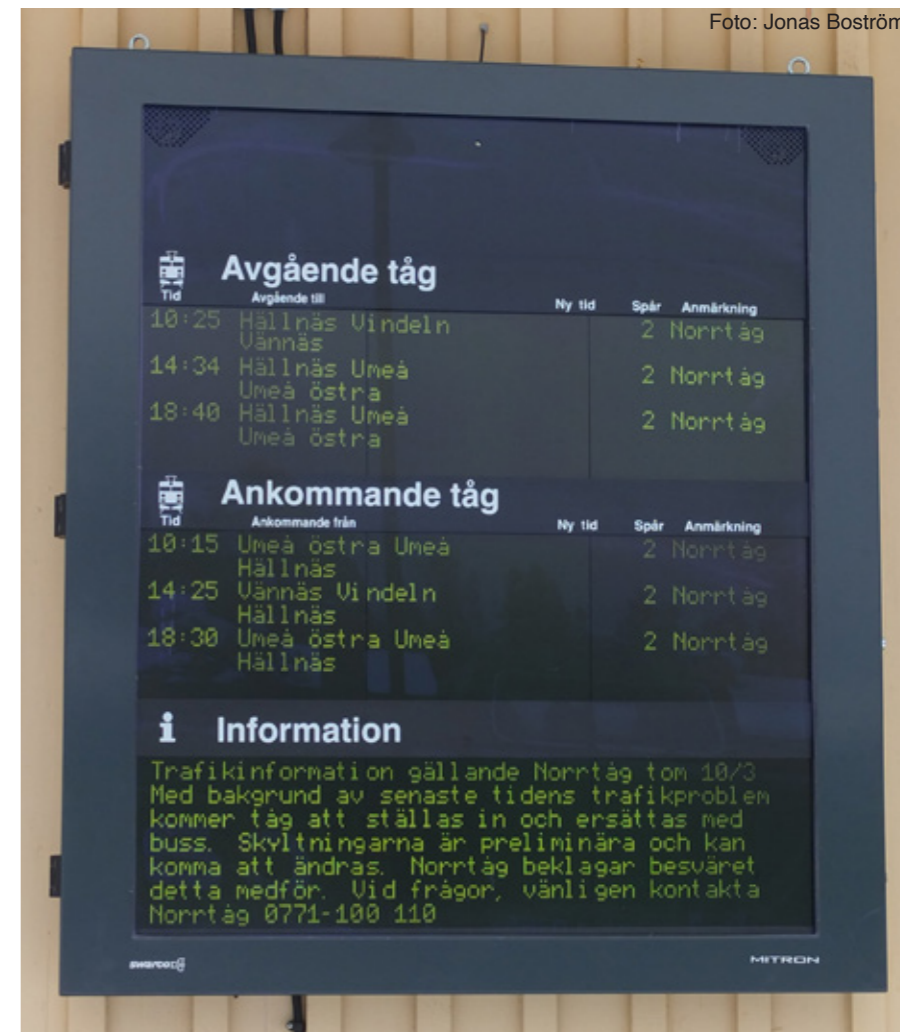 Foto: Jonas Boström
Avgående tåg
Tid Avgående till Ny tid Spår Anmärkning
10:25 Hällnäs Vindeln 2 Norrtåg
Vännäs
14:34 Hällnäs Umeå 2 Norrtåg
Umeå östra
18:40 Hällnäs Umeå 2 Norrtåg
Umeå östra
Ankommande tåg
Tid Ankommande från Ny tid Spår Anmärkning
10:15 Umeå östra Umeå 2 Norrtåg
Hällnäs
14:25 Vännäs Vindeln 2 Norrtåg
Hällnäs
18:30 Umeå östra Umeå 2 Norrtåg
Hällnäs
i Information
Trafikinformation gällande Norrtåg tom 10/3
Med bakgrund av senaste tidens trafikproblem
kommer tåg att ställas in och ersättas med
buss. Skyltningarna är preliminära och kan
komma att ändras. Norrtåg beklagar besväret
detta medför. Vid frågor, vänligen kontakta
Norrtåg 0771-100 110
swarco MITRON